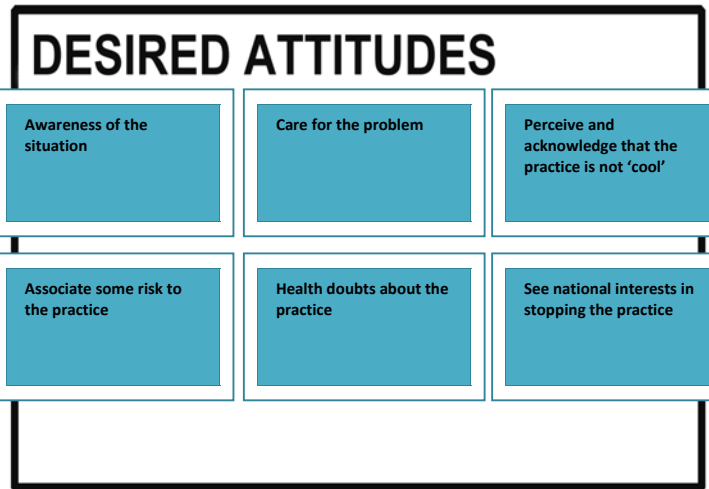 DESIRED ATTITUDES
Awareness of the
situation
Care for the problem
Perceive and
acknowledge that the
practice is not ‘cool’
Associate some risk to
the practice
Health doubts about the
practice
See national interests in
stopping the practice